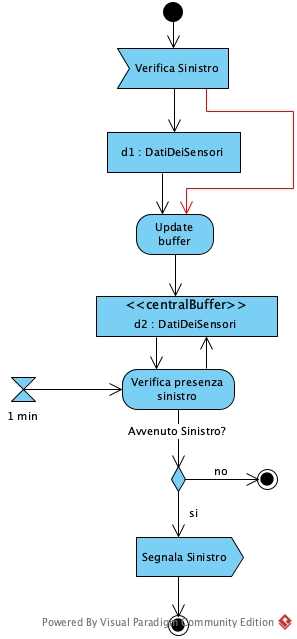 Verifica Sinistro
d1 : DatiDeiSensori
Update
buffer
<<centralBuffer>>
d2 : DatiDeiSensori
Verifica presenza
sinistro
1 min
Avvenuto Sinistro?
no
si
Segnala Sinistro
Powered By Visual Paradigm Community Edition